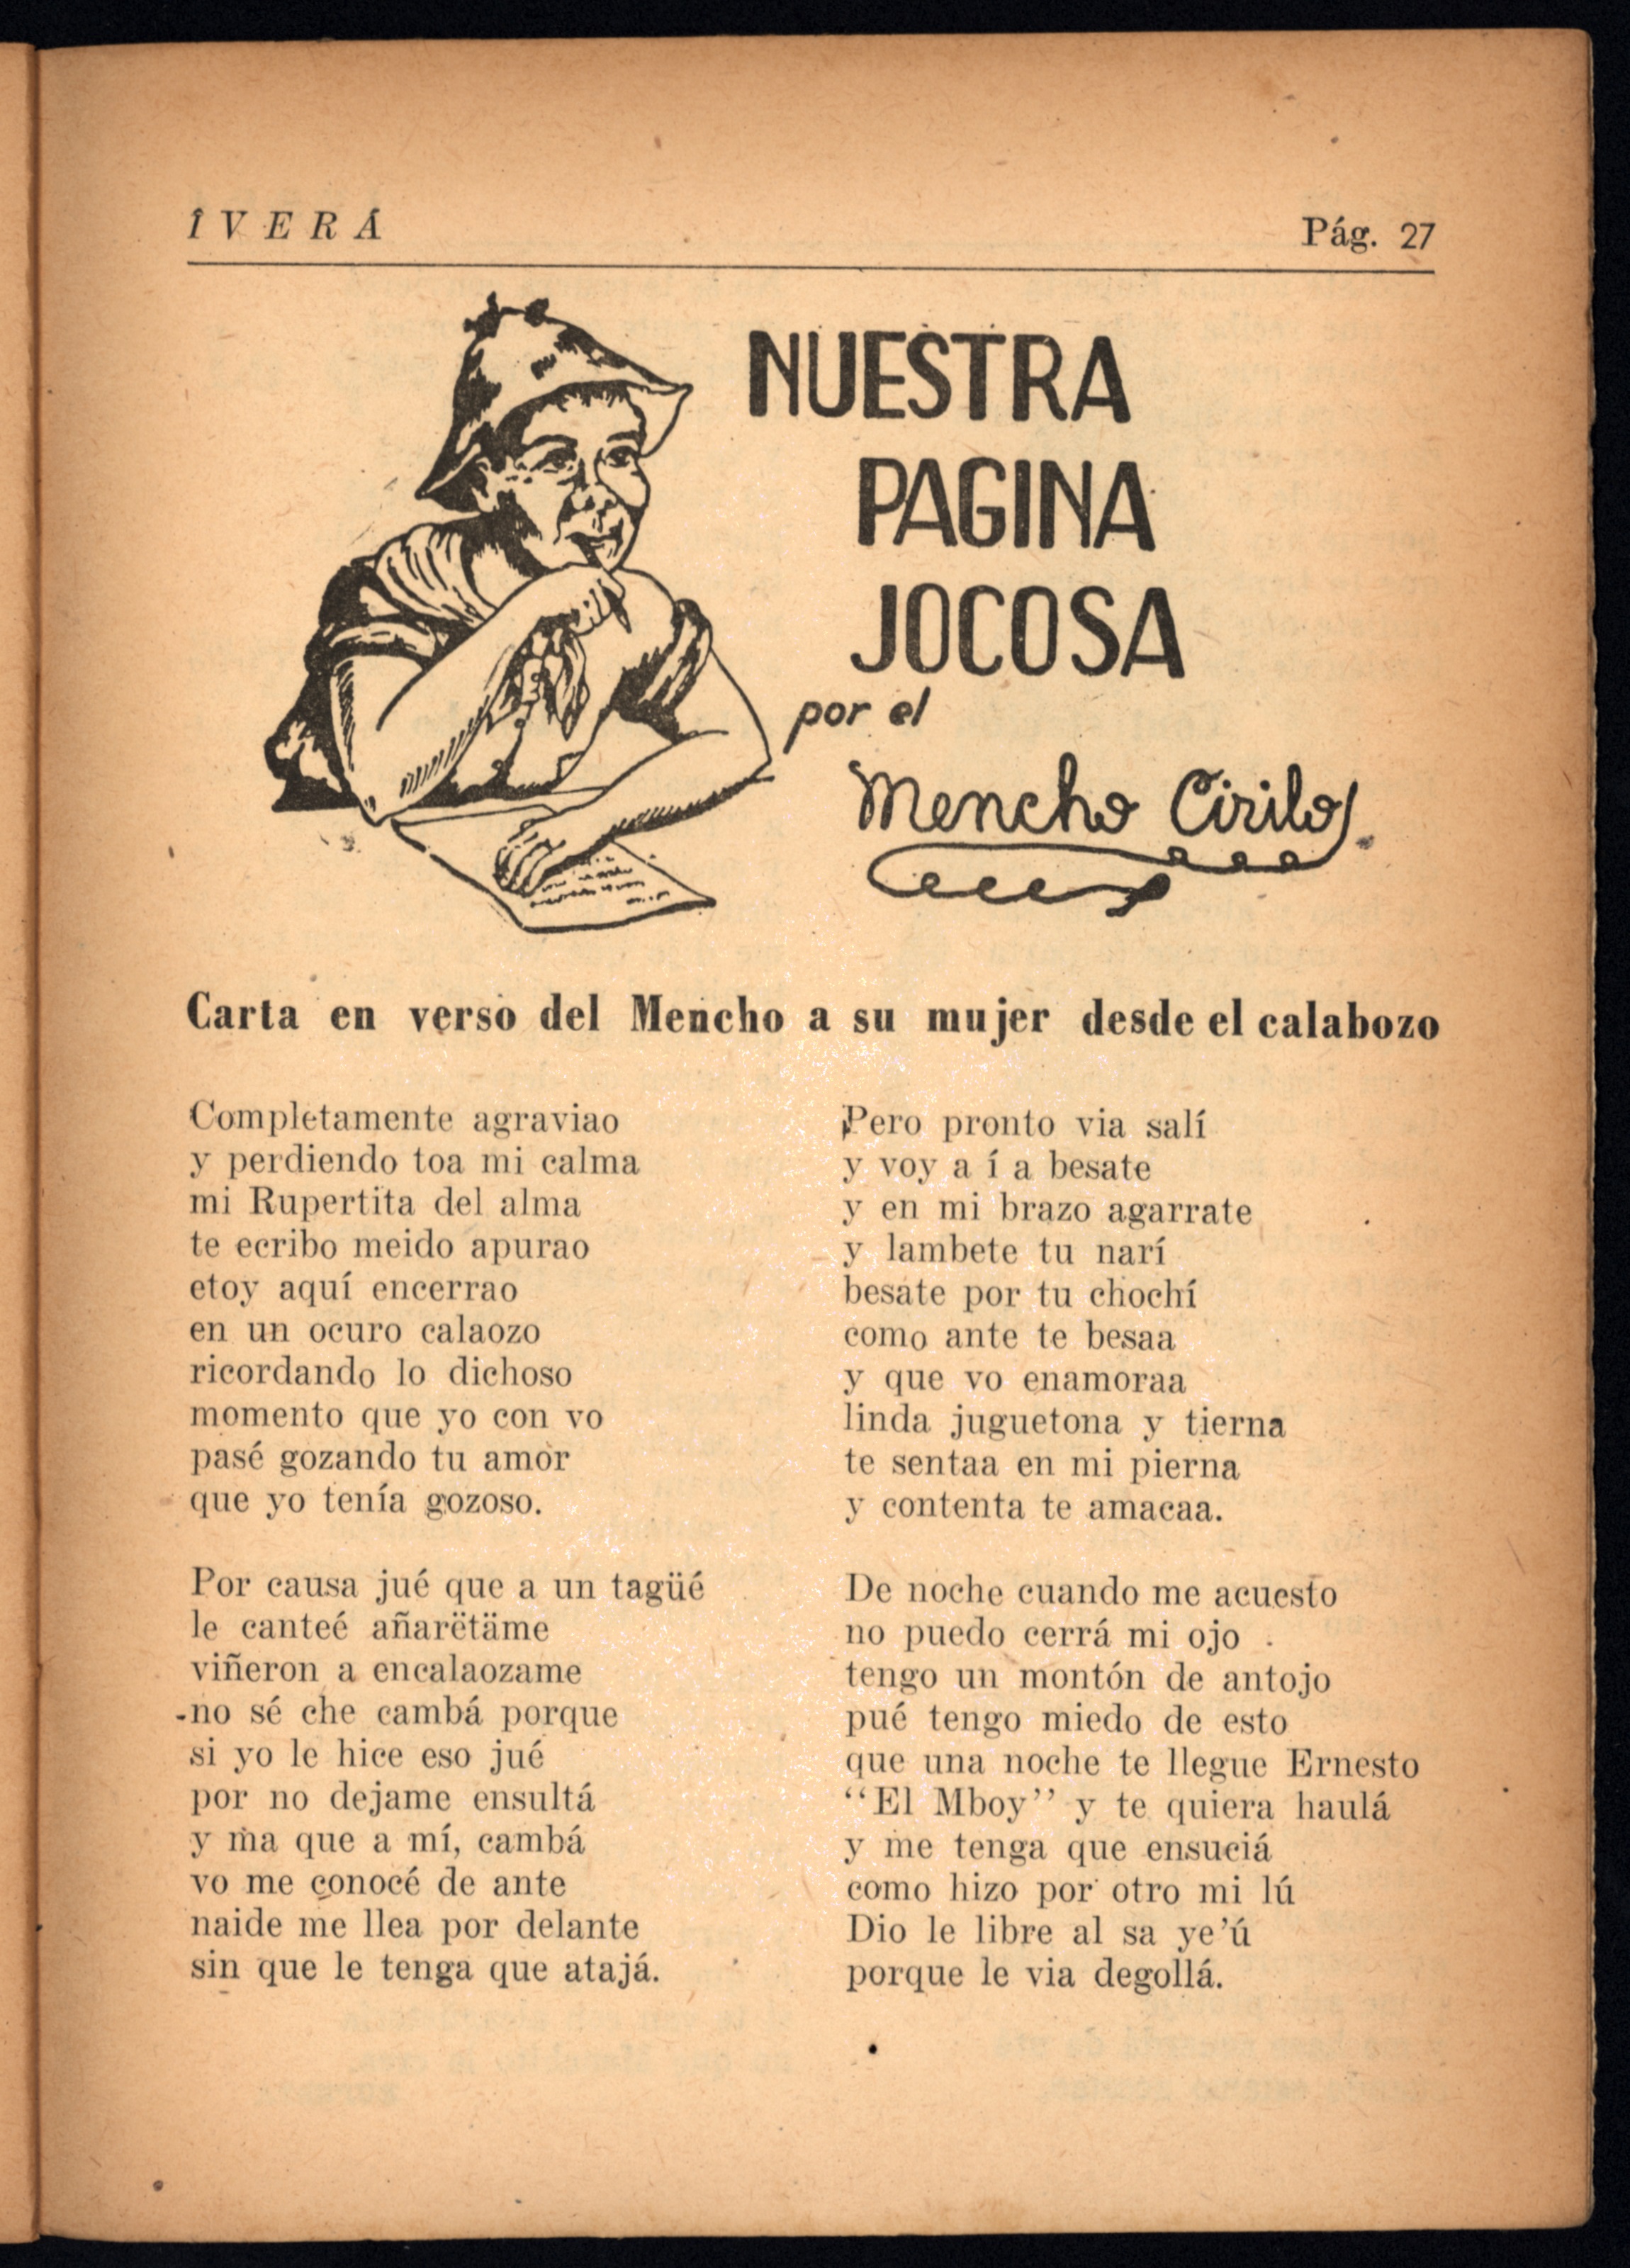 ÎVERÁ
Pág. 27
NUESTRA
PAGINA
JOCOSA
por el
Mencho Cirilo
Carta en verso del Mencho a su mujer desde el calabozo
Completamente agraviao
y perdiendo toa mi calma
mi Rupertita del alma
te ecribo meido apurao
etoy aquí encerrao
en un ocuro calaozo
ricordando lo dichoso
momento que yo con vo
pasé gozando tu amor
que yo tenía gozoso.
Por causa jué que a un tagüé
le canteé añarëtäme
viñeron a encalaozame
no sé che cambá porque
si yo le hice eso jué
por no dejame ensultá
y ma que a mí, cambá
vo me conocé de ante
naide me llea por delante
sin que le tenga que atajá.
Pero pronto via salí
y voy a í a besate
y en mi brazo agarrate
y lambete tu narí
besate por tu chochí
como ante te besaa
y que vo enamoraa
linda juguetona y tierna
te sentaa en mi pierna
y contenta te amacaa.
De noche cuando me acuesto
no puedo cerrá mi ojo
tengo un montón de antojo
pué tengo miedo de esto
que una noche te llegue Ernesto
“El Mboy” y te quiera haulá
y me tenga que ensuciá
como hizo por otro mi lú
Dio le libre al sa ye’ú
porque le via degollá.